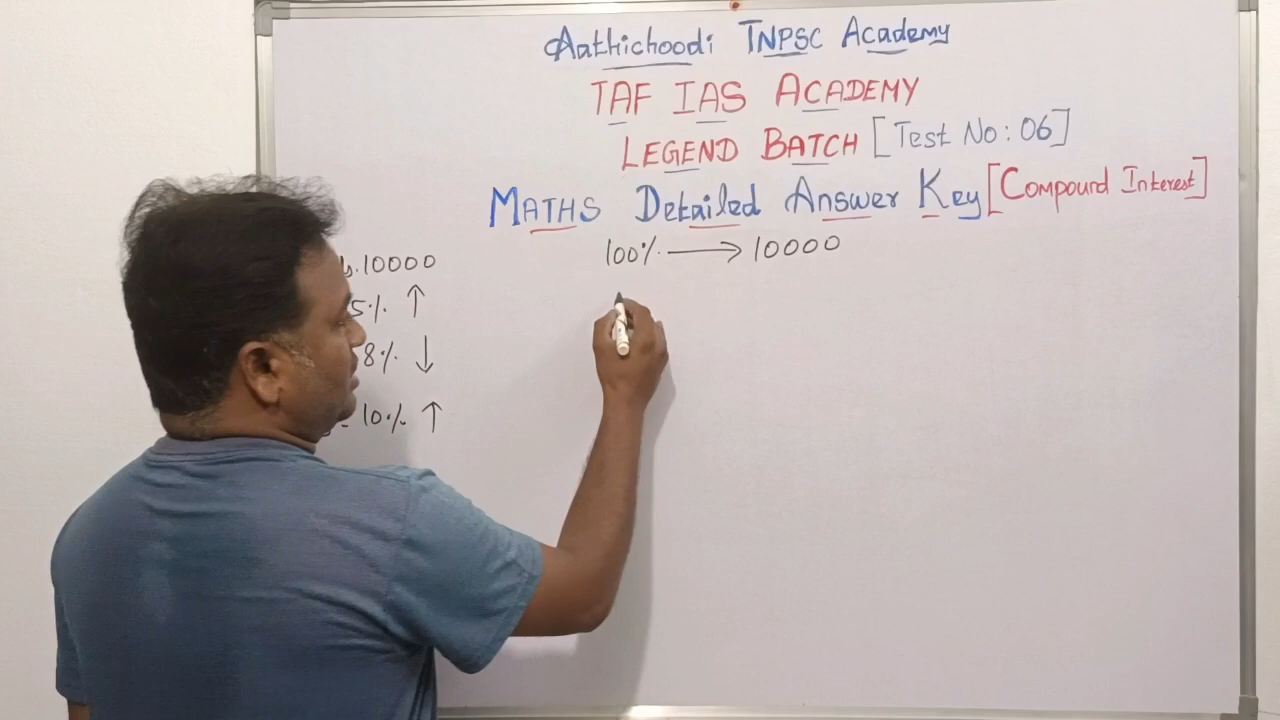 Aathichoodi TNPSC Academy
TAF IAS ACADEMY
LEGEND BATCH [Test No: 06]
MATHS Detailed Answer Key [Compound Interest]
100% → 10000
10000
5% ↑
8% ↓
10% ↑